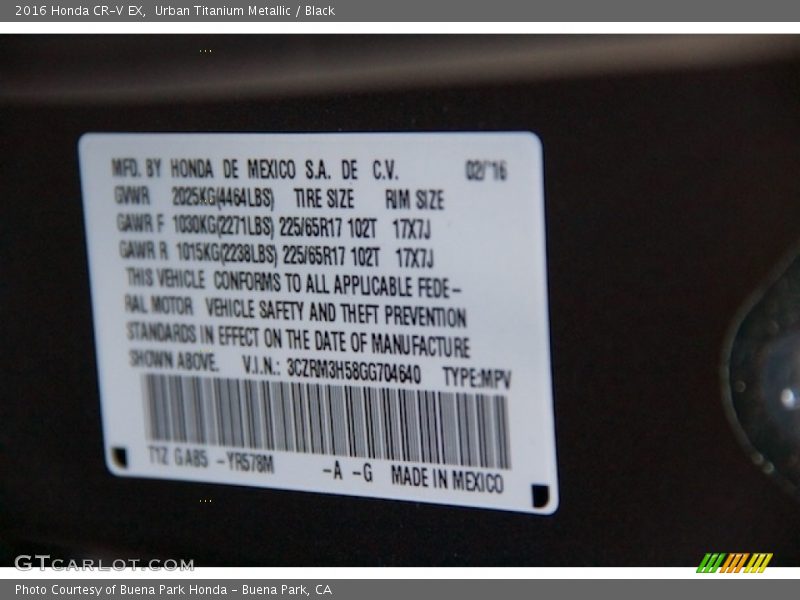 2016 Honda CR-V EX,  Urban Titanium Metallic / Black
MFD. BY HONDA DE MEXICO S.A. DE C.V. 02/'16
GVWR 2025KG(4464LBS) TIRE SIZE RIM SIZE
GAWR F 1030KG(2271LBS) 225/65R17 102T 17X7J
GAWR R 1015KG(2238LBS) 225/65R17 102T 17X7J
THIS VEHICLE CONFORMS TO ALL APPLICABLE FEDE-
RAL MOTOR VEHICLE SAFETY AND THEFT PREVENTION
STANDARDS IN EFFECT ON THE DATE OF MANUFACTURE
SHOWN ABOVE. V.I.N.: 3CZRM3H58GG704640 TYPE:MPV
T1Z GA85 -YR578M -A -G MADE IN MEXICO
GTCARLOT.COM
Photo Courtesy of Buena Park Honda - Buena Park, CA